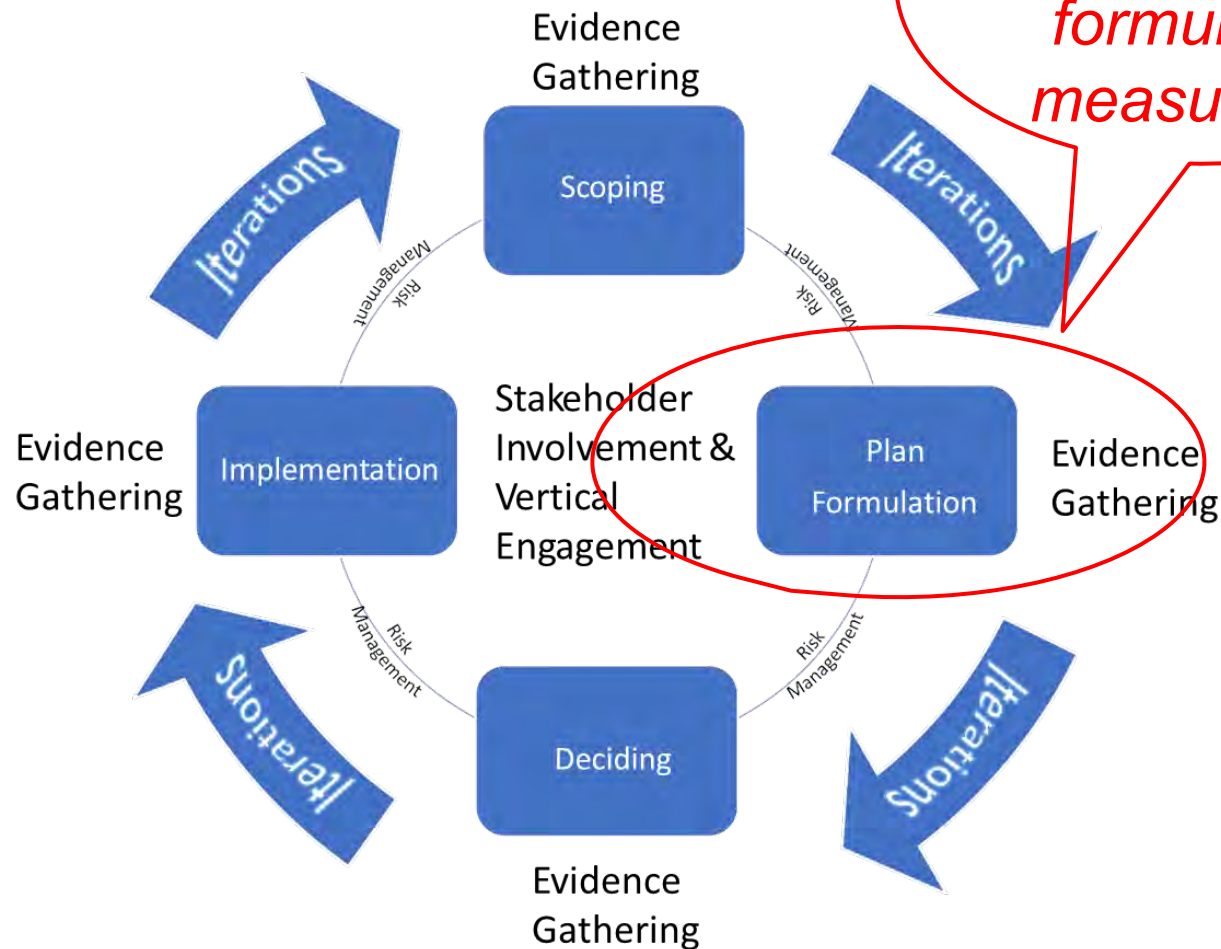 formul
measu
Evidence
Gathering
Iterations
Scoping
Iterations
Risk
Management
Risk
Management
Evidence
Gathering
Implementation
Stakeholder
Involvement &
Vertical
Engagement
Plan
Formulation
Evidence
Gathering
Risk
Management
Risk
Management
Iterations
Deciding
Iterations
Evidence
Gathering